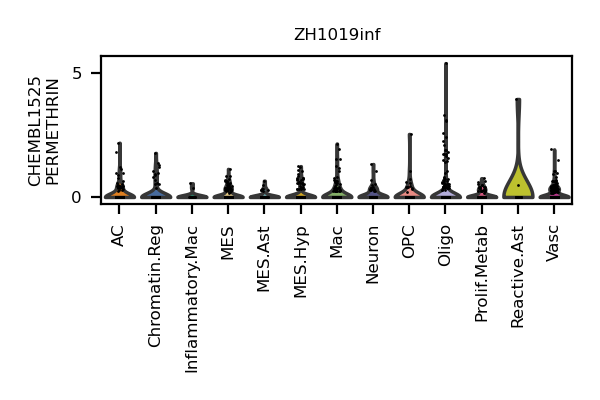 ZH1019inf
CHEMBL1525
PERMETHRIN
5
0
AC
Chromatin.Reg
Inflammatory.Mac
MES
MES.Ast
MES.Hyp
Mac
Neuron
OPC
Oligo
Prolif.Metab
Reactive.Ast
Vasc